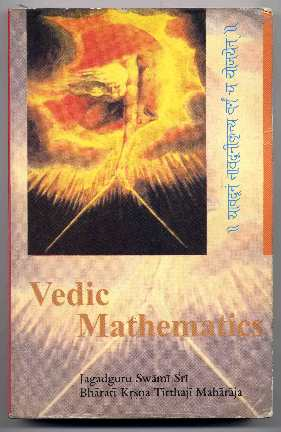 ॥ यावदूनं तावदूनीकृत्य वर्गं च योजयेत् ॥
Vedic
Mathematics
Jagadguru Swāmī Śrī
Bhāratī Kṛṣṇa Tīrthajī Mahārāja